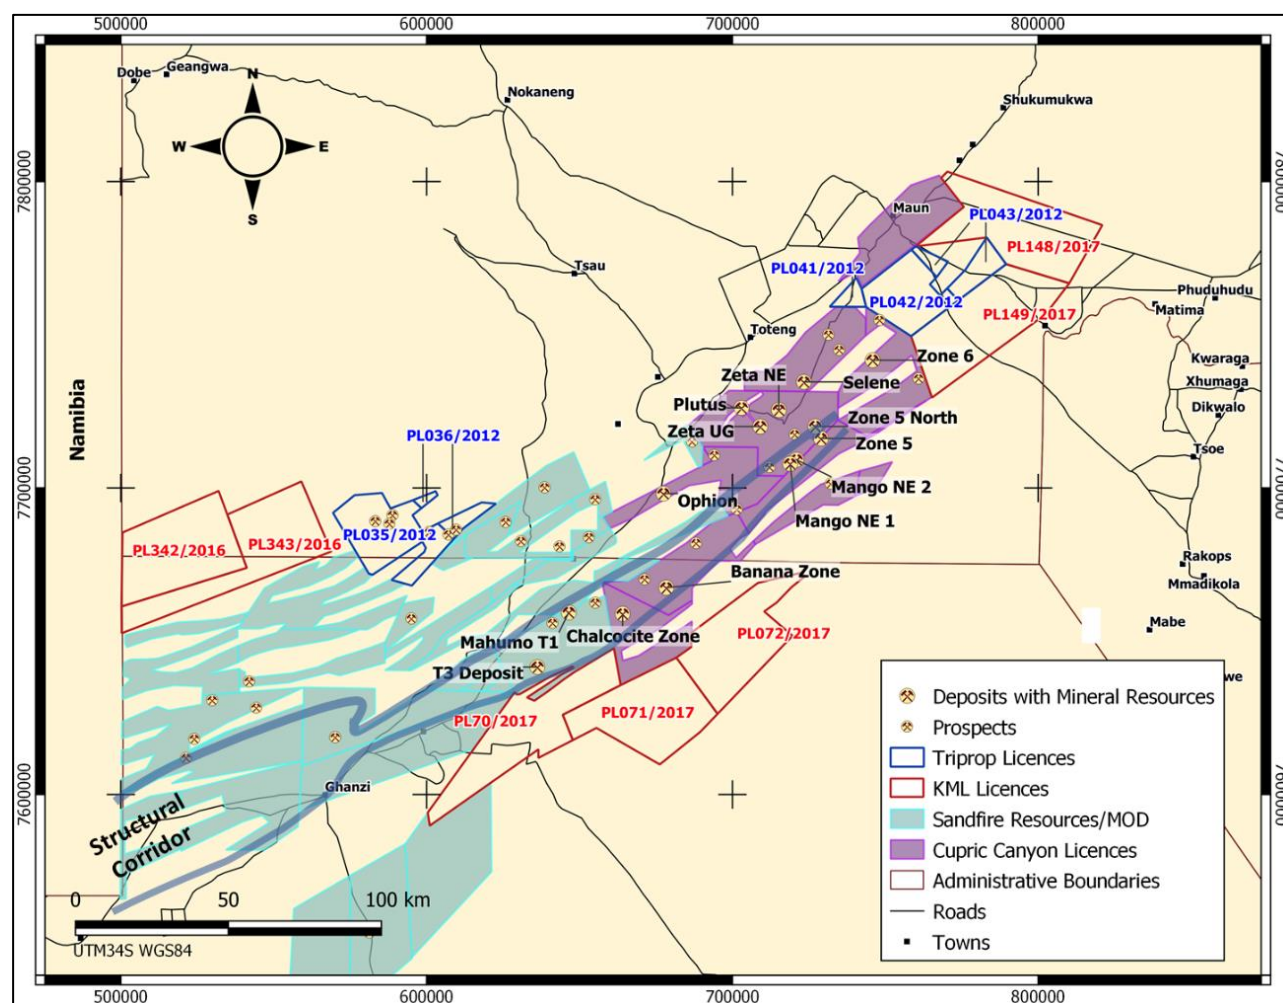 500000
600000
700000
800000
Dobe
Geangwa
N
W
E
S
Nokaneng
Shukumukwa
7800000
7800000
Maun
PL043/2012
PL148/2017
PL041/2012
Tsau
PL042/2012
Phuduhudu
Matima
PL149/2017
Toteng
Zone 6
Kwaraga
Namibia
Zeta NE
Selene
Xhumaga
Plutus
Zone 5 North
Dikwalo
Zeta UG
PL036/2012
Zone 5
Tsoe
7700000
7700000
Mango NE 2
Ophion
Mango NE 1
PL035/2012
PL342/2016
PL343/2016
Rakops
Banana Zone
Mmadikola
Mabe
Mahumo T1
Chalcocite Zone
PL072/2017
T3 Deposit
we
PL70/2017
PL071/2017
Deposits with Mineral Resources
Prospects
Triprop Licences
KML Licences
Sandfire Resources/MOD
Cupric Canyon Licences
Administrative Boundaries
Roads
Towns
Ghanzi
7600000
7600000
Structural
Corridor
0
50
100 km
UTM34S WGS84
500000
600000
700000
800000